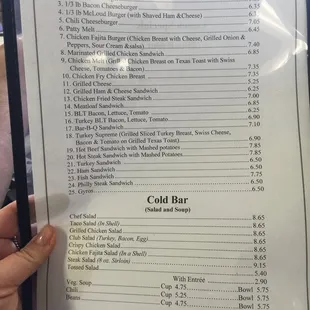 3. 1/3 lb Bacon Cheeseburger 6.35
4. 1/3 lb McLeod Burger (with Shaved Ham &Cheese)
5. Chili Cheeseburger 7.05
6. Patty Melt 6.45
7. Chicken Fajita Burger (Chicken Breast with Cheese, Grilled Onion &
Peppers, Sour Cream &salsa) 7.40
8. Marinated Grilled Chicken Sandwich 6.85
9. Chicken Melt Chicken Breast on Texas Toast with Swiss
Cheese, Tomatoes & Bacon) 7.35
10. Chicken Fry Chicken Breast
11. Grilled Cheese 5.25
12. Grilled Ham & Cheese Sandwich
13. Chicken Fried Steak Sandwich 7.00
14. Meatloaf Sandwich 6.85
15. BLT Bacon, Lettuce, Tomato
16. Turkey BLT Bacon, Lettuce, Tomato 6.90
17. Bar-B-Q Sandwich 7.10
18. Turkey Supreme (Grilled Sliced Turkey Breast, Swiss Cheese,
Bacon & Tomato on Grilled Texas Toast) 6.90
19. Hot Beef Sandwich with Mashed potatoes 7.85
20. Hot Steak Sandwich with Mashed Potatoes 7.85
21. Turkey Sandwich 6.50
22. Ham Sandwich 6.50
23. Fish Sandwich
24. Philly Steak Sandwich
25. Gyros 6.50
Cold Bar
(Salad and Soup)
Chef Salad 8.65
Taco Salad (In Shell) 8.65
Grilled Chicken Salad 8.65
Club Salad (Turkey, Bacon, Egg) 8.65
Crispy Chicken Salad 8.65
Chicken Fajita Salad (In a Shell) 8.65
Steak Salad (8 oz. Sirloin) 9.15
Tossed Salad 5.40
With Entrée 2.90
Veg. Soup Cup 4.75 Bowl 5.75
Chili Cup 5.25 Bowl 5.75
Beans Cup 4.75 Bowl 5.75